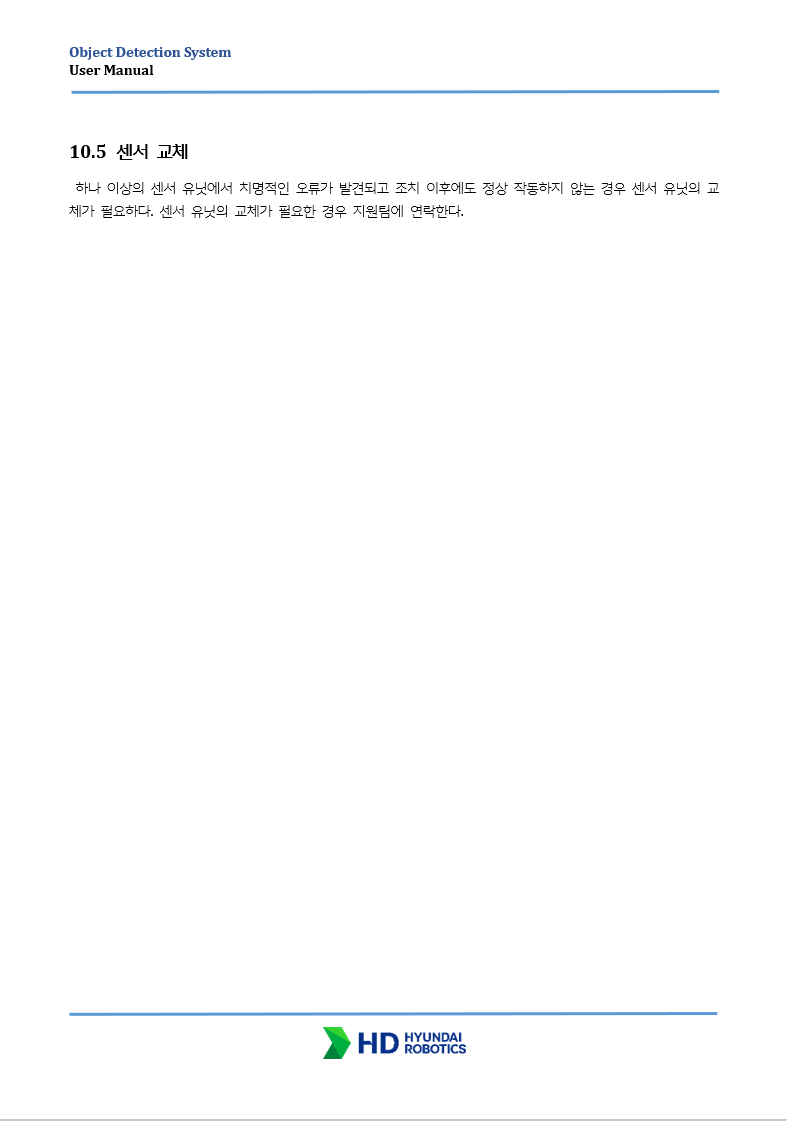 Object Detection System
User Manual
10.5 센서 교체
하나 이상의 센서 유닛에서 치명적인 오류가 발견되고 조치 이후에도 정상 작동하지 않는 경우 센서 유닛의 교
체가 필요하다. 센서 유닛의 교체가 필요한 경우 지원팀에 연락한다.
HD HYUNDAI
ROBOTICS